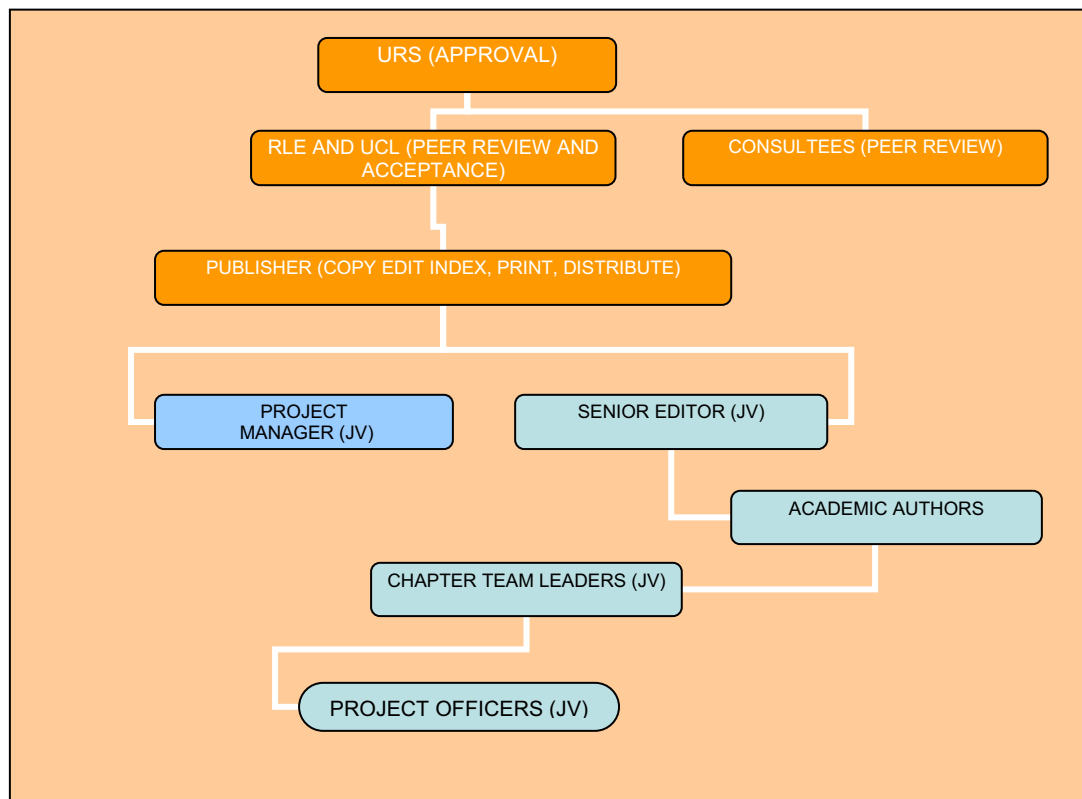 URS (APPROVAL)
RLE AND UCL (PEER REVIEW AND
ACCEPTANCE)
CONSULTEES (PEER REVIEW)
PUBLISHER (COPY EDIT INDEX, PRINT, DISTRIBUTE)
PROJECT
MANAGER (JV)
SENIOR EDITOR (JV)
ACADEMIC AUTHORS
CHAPTER TEAM LEADERS (JV)
PROJECT OFFICERS (JV)